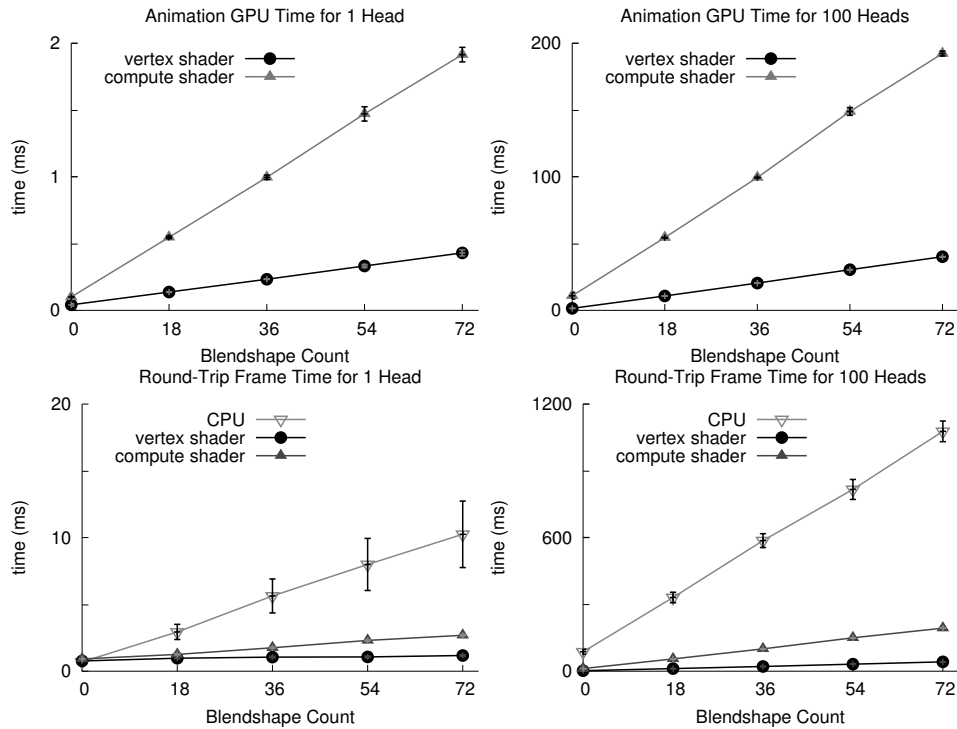 Animation GPU Time for 1 Head
2
1
0
time (ms)
vertex shader
compute shader
0 18 36 54 72
Blendshape Count
Animation GPU Time for 100 Heads
200
100
0
time (ms)
vertex shader
compute shader
0 18 36 54 72
Blendshape Count
Round-Trip Frame Time for 1 Head
20
10
0
time (ms)
CPU
vertex shader
compute shader
0 18 36 54 72
Blendshape Count
Round-Trip Frame Time for 100 Heads
1200
600
0
time (ms)
CPU
vertex shader
compute shader
0 18 36 54 72
Blendshape Count